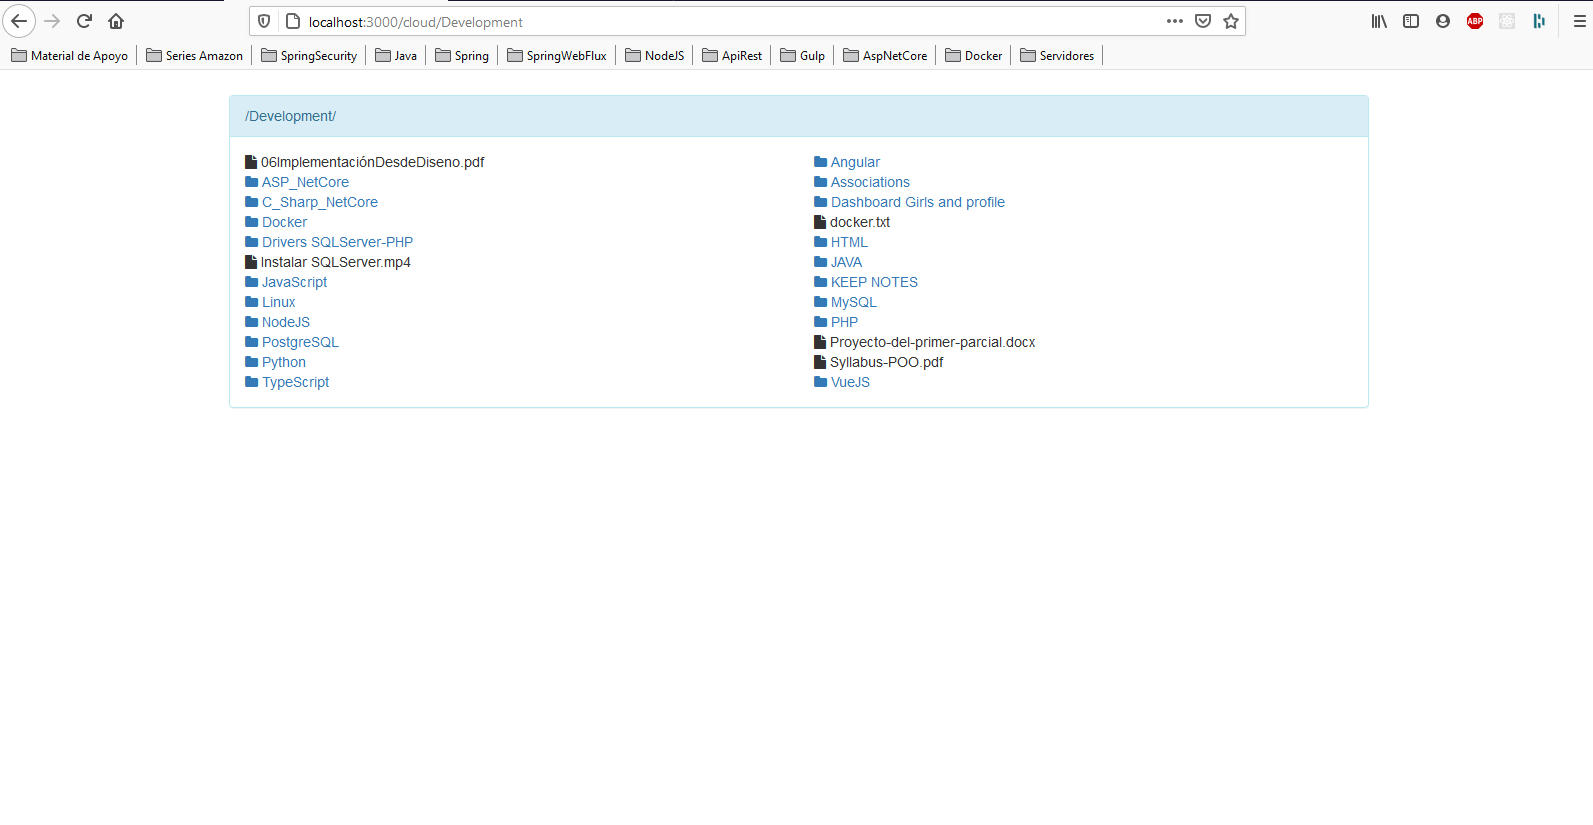 localhost:3000/cloud/Development
Material de Apoyo Series Amazon SpringSecurity Java Spring SpringWebFlux NodeJS ApiRest Gulp AspNetCore Docker Servidores
ABP
/Development/
06ImplementaciónDesdeDiseno.pdf Angular
ASP_NetCore Associations
C_Sharp_NetCore Dashboard Girls and profile
Docker docker.txt
Drivers SQLServer-PHP HTML
Instalar SQLServer.mp4 JAVA
JavaScript KEEP NOTES
Linux MySQL
NodeJS PHP
PostgreSQL Proyecto-del-primer-parcial.docx
Python Syllabus-POO.pdf
TypeScript VueJS